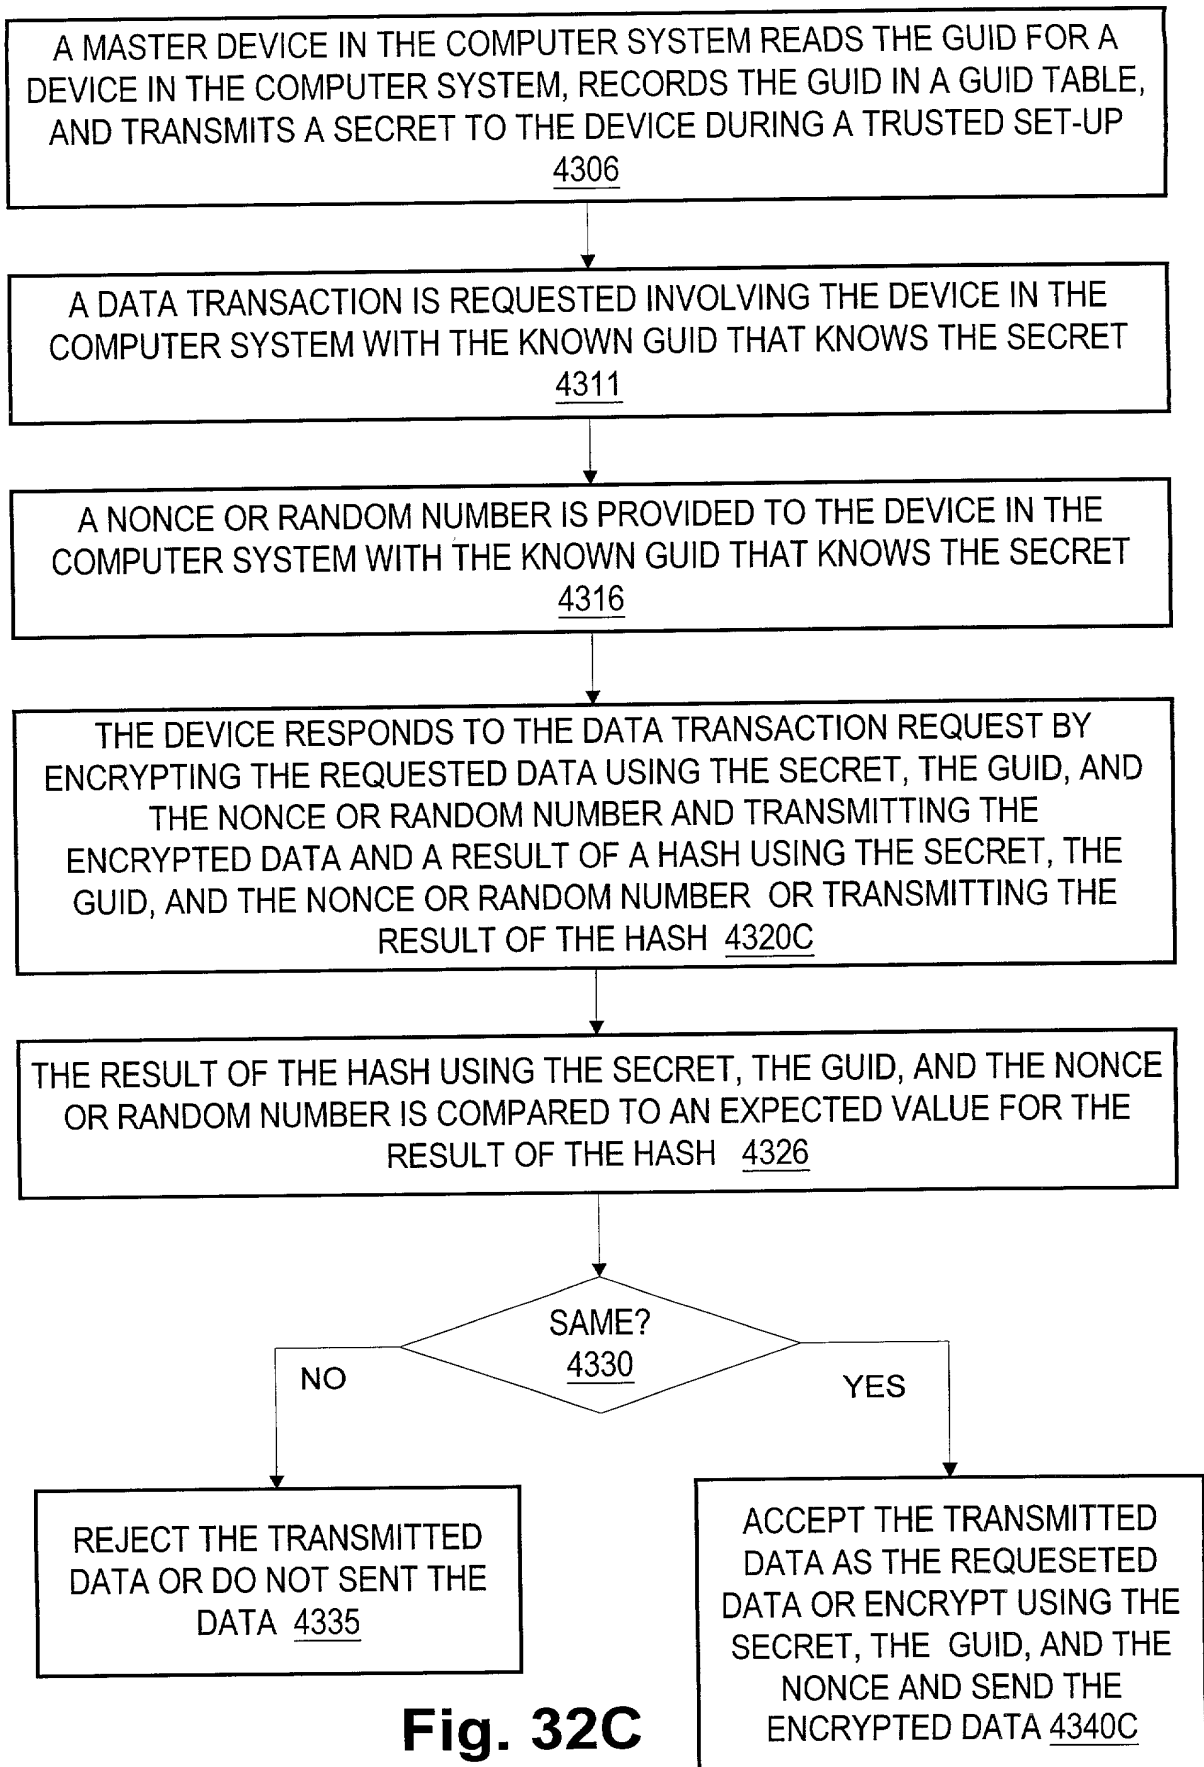 A MASTER DEVICE IN THE COMPUTER SYSTEM READS THE GUID FOR A
DEVICE IN THE COMPUTER SYSTEM, RECORDS THE GUID IN A GUID TABLE,
AND TRANSMITS A SECRET TO THE DEVICE DURING A TRUSTED SET-UP
4306
A DATA TRANSACTION IS REQUESTED INVOLVING THE DEVICE IN THE
COMPUTER SYSTEM WITH THE KNOWN GUID THAT KNOWS THE SECRET
4311
A NONCE OR RANDOM NUMBER IS PROVIDED TO THE DEVICE IN THE
COMPUTER SYSTEM WITH THE KNOWN GUID THAT KNOWS THE SECRET
4316
THE DEVICE RESPONDS TO THE DATA TRANSACTION REQUEST BY
ENCRYPTING THE REQUESTED DATA USING THE SECRET, THE GUID, AND
THE NONCE OR RANDOM NUMBER AND TRANSMITTING THE
ENCRYPTED DATA AND A RESULT OF A HASH USING THE SECRET, THE
GUID, AND THE NONCE OR RANDOM NUMBER OR TRANSMITTING THE
RESULT OF THE HASH 4320C
THE RESULT OF THE HASH USING THE SECRET, THE GUID, AND THE NONCE
OR RANDOM NUMBER IS COMPARED TO AN EXPECTED VALUE FOR THE
RESULT OF THE HASH 4326
SAME?
4330
NO
YES
REJECT THE TRANSMITTED
DATA OR DO NOT SENT THE
DATA 4335
ACCEPT THE TRANSMITTED
DATA AS THE REQUESETED
DATA OR ENCRYPT USING THE
SECRET, THE GUID, AND THE
NONCE AND SEND THE
ENCRYPTED DATA 4340C
Fig. 32C